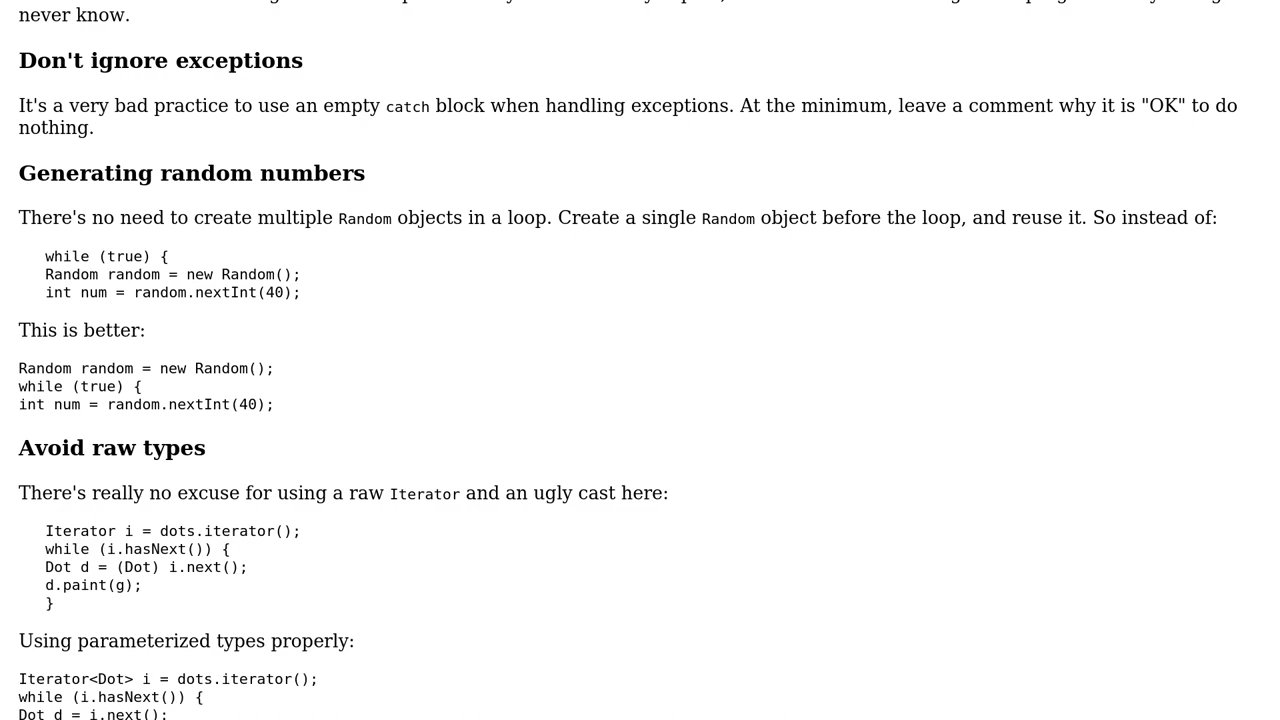 never know.
Don't ignore exceptions
It's a very bad practice to use an empty catch block when handling exceptions. At the minimum, leave a comment why it is "OK" to do
nothing.
Generating random numbers
There's no need to create multiple Random objects in a loop. Create a single Random object before the loop, and reuse it. So instead of:
while (true) {
Random random = new Random();
int num = random.nextInt(40);
This is better:
Random random = new Random();
while (true) {
int num = random.nextInt(40);
Avoid raw types
There's really no excuse for using a raw Iterator and an ugly cast here:
Iterator i = dots.iterator();
while (i.hasNext()) {
Dot d = (Dot) i.next();
d.paint(g);
}
Using parameterized types properly:
Iterator<Dot> i = dots.iterator();
while (i.hasNext()) {
Dot d = i.next();